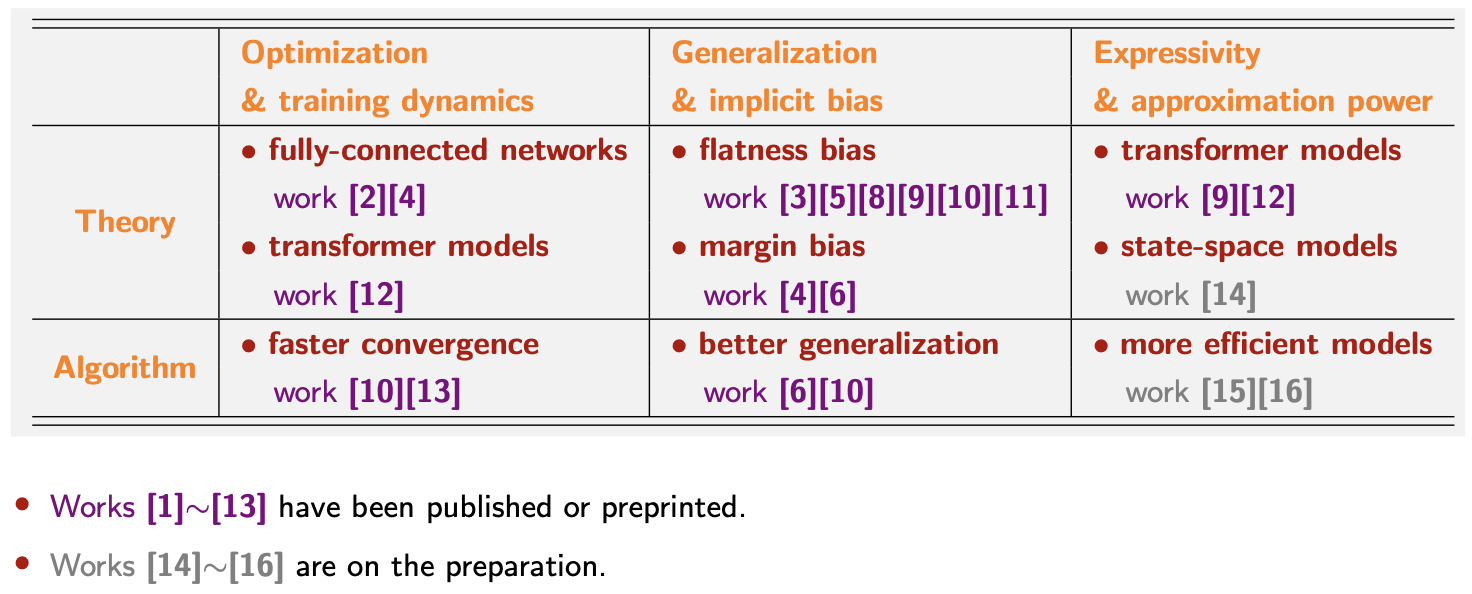 Optimization
& training dynamics
Generalization
& implicit bias
Expressivity
& approximation power
Theory
• fully-connected networks
work [2][4]
• transformer models
work [12]
• flatness bias
work [3][5][8][9][10][11]
• margin bias
work [4][6]
• transformer models
work [9][12]
• state-space models
work [14]
Algorithm
• faster convergence
work [10][13]
• better generalization
work [6][10]
• more efficient models
work [15][16]
• Works [1]~[13] have been published or preprinted.
• Works [14]~[16] are on the preparation.